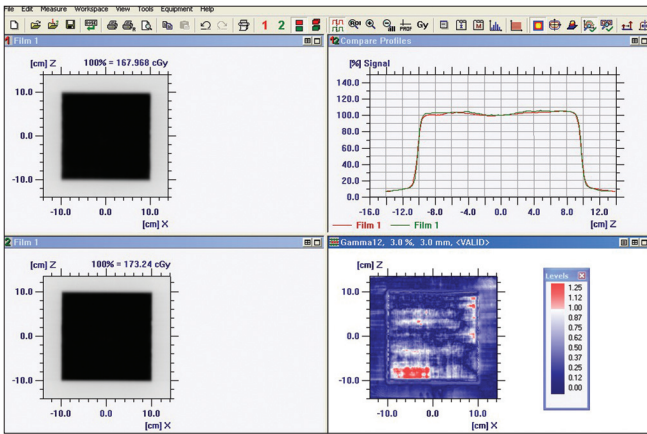 File Edit Measure Workspace View Tools Equipment Help
1 2 Gy
1 Film 1
[cm] Z 100% = 167.968 cGy
10.0
0.0
-10.0
-10.0 0.0 10.0
[cm] X
12 Compare Profiles
[%] Signal
140.0
120.0
100.0
80.0
60.0
40.0
20.0
0.0
-16.0 -12.0 -8.0 -4.0 0.0 4.0 8.0 12.0
Film 1 Film 1 [cm] Z
2 Film 1
[cm] Z 100% = 173.24 cGy
10.0
0.0
-10.0
-10.0 0.0 10.0
[cm] X
Gamma12, 3.0 %, 3.0 mm, <VALID>
[cm] Z
10.0
0.0
-10.0
-10.0 0.0 10.0
[cm] X
Levels
1.25
1.12
1.00
0.87
0.75
0.62
0.50
0.37
0.25
0.12
0.00